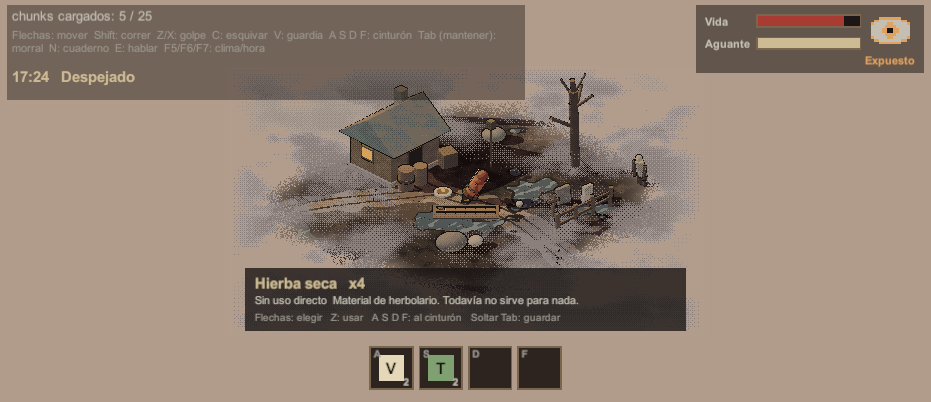 chunks cargados: 5 / 25
Flechas: mover  Shift: correr  Z/X: golpe  C: esquivar  V: guardia  A S D F: cinturón  Tab (mantener):
morral  N: cuaderno  E: hablar  F5/F6/F7: clima/hora
17:24  Despejado
Vida
Aguante
Expuesto
Hierba seca  x4
Sin uso directo  Material de herbolario. Todavía no sirve para nada.
Flechas: elegir  Z: usar  A S D F: al cinturón  Soltar Tab: guardar
A V 2
S T 2
D
F